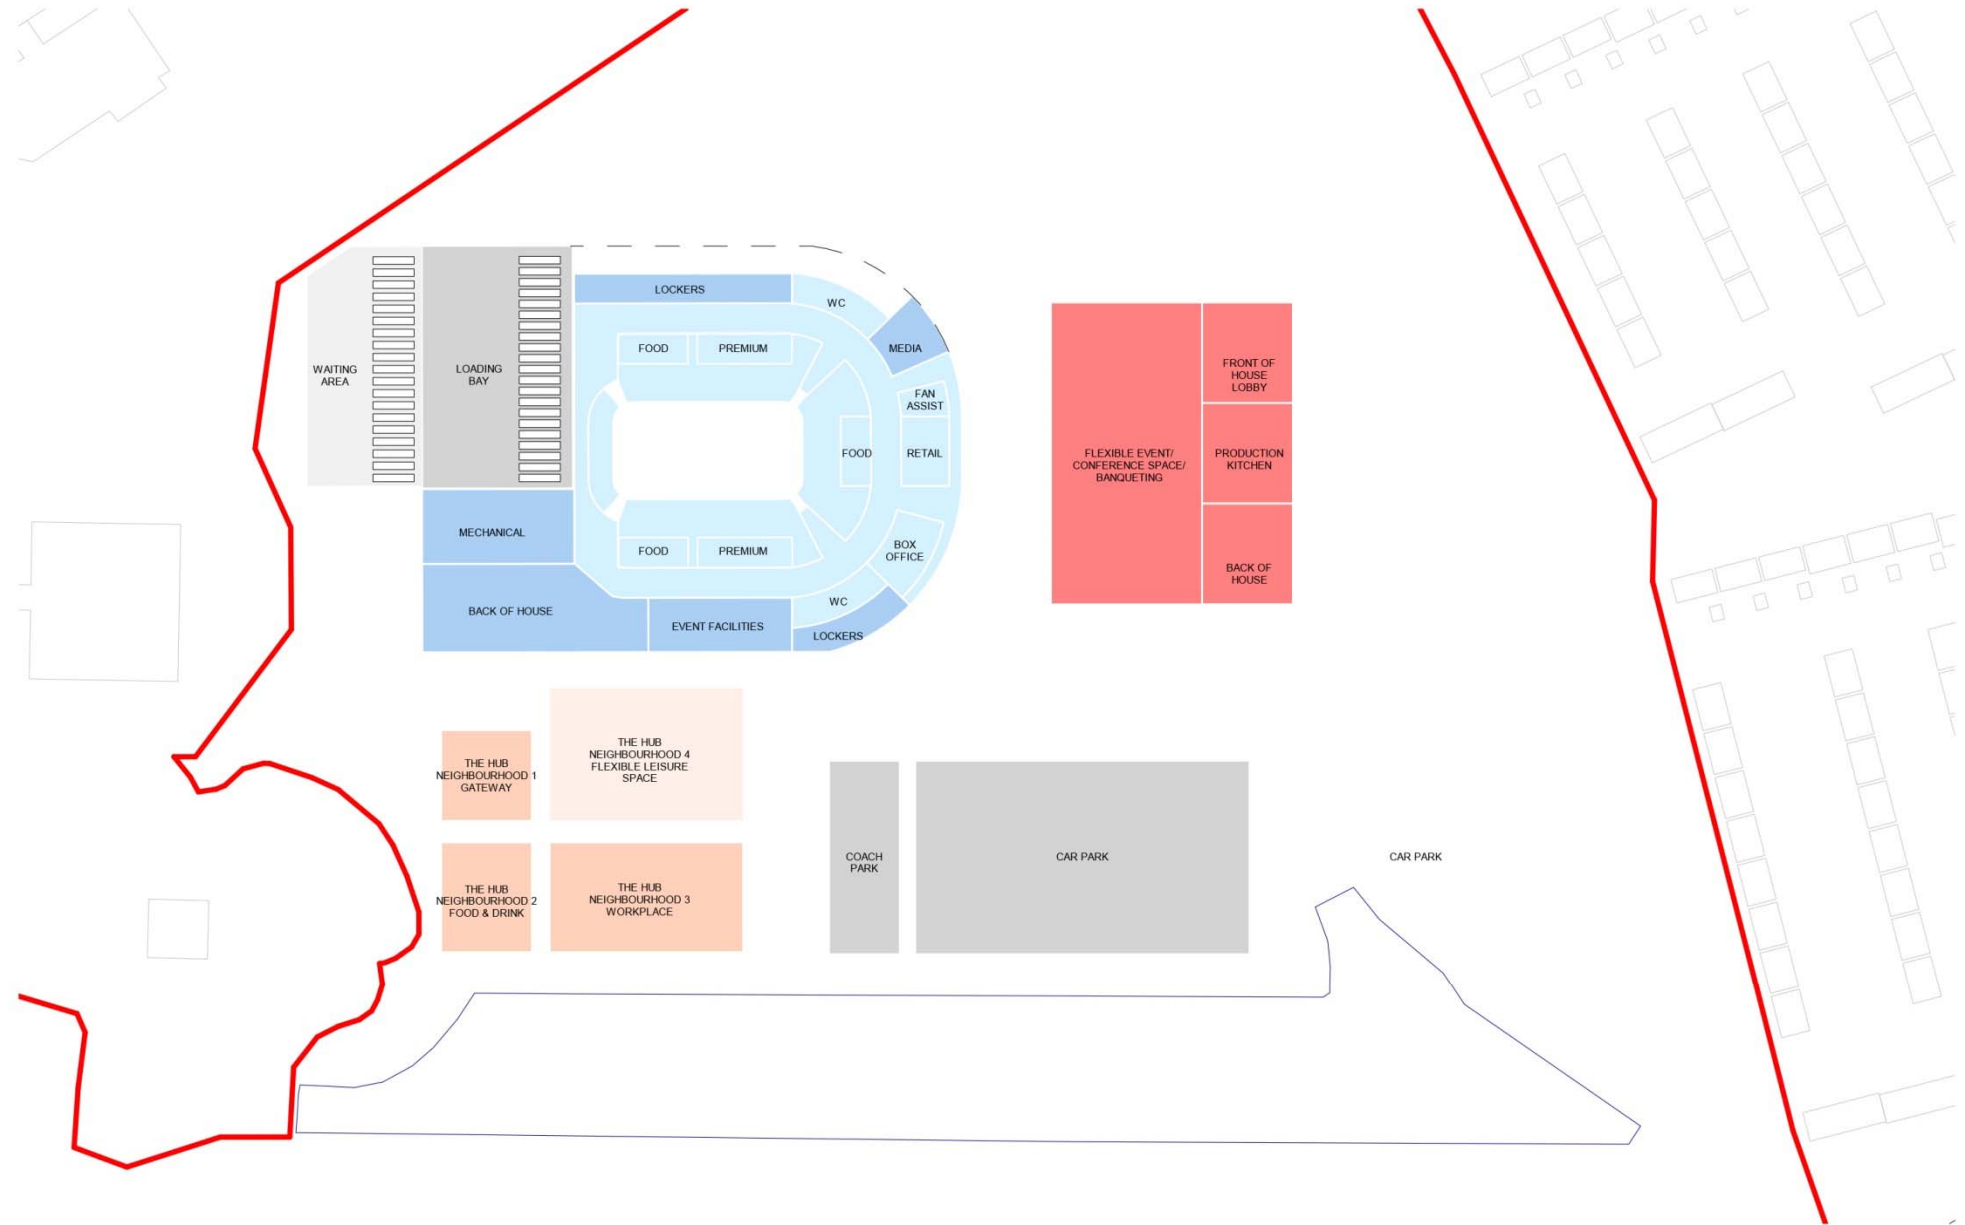 LOCKERS
WC
FOOD
PREMIUM
MEDIA
WAITING
AREA
LOADING
BAY
FAN
ASSIST
FRONT OF
HOUSE
LOBBY
FOOD
RETAIL
FLEXIBLE EVENT/
CONFERENCE SPACE/
BANQUETING
PRODUCTION
KITCHEN
MECHANICAL
FOOD
PREMIUM
BOX
OFFICE
BACK OF
HOUSE
BACK OF HOUSE
EVENT FACILITIES
WC
LOCKERS
THE HUB
NEIGHBOURHOOD 1
GATEWAY
THE HUB
NEIGHBOURHOOD 4
FLEXIBLE LEISURE
SPACE
THE HUB
NEIGHBOURHOOD 2
FOOD & DRINK
THE HUB
NEIGHBOURHOOD 3
WORKPLACE
COACH
PARK
CAR PARK
CAR PARK